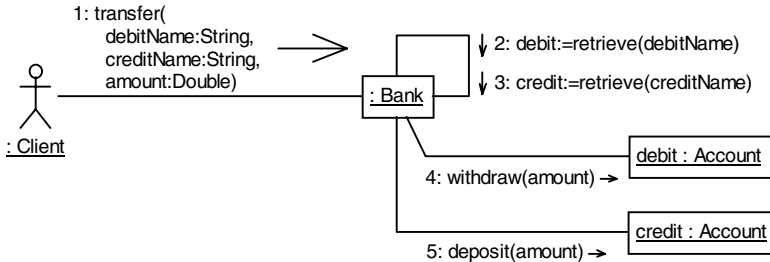 1: transfer(
debitName:String,
creditName:String,
amount:Double)
2: debit:=retrieve(debitName)
3: credit:=retrieve(creditName)
: Bank
: Client
debit : Account
4: withdraw(amount)
credit : Account
5: deposit(amount)